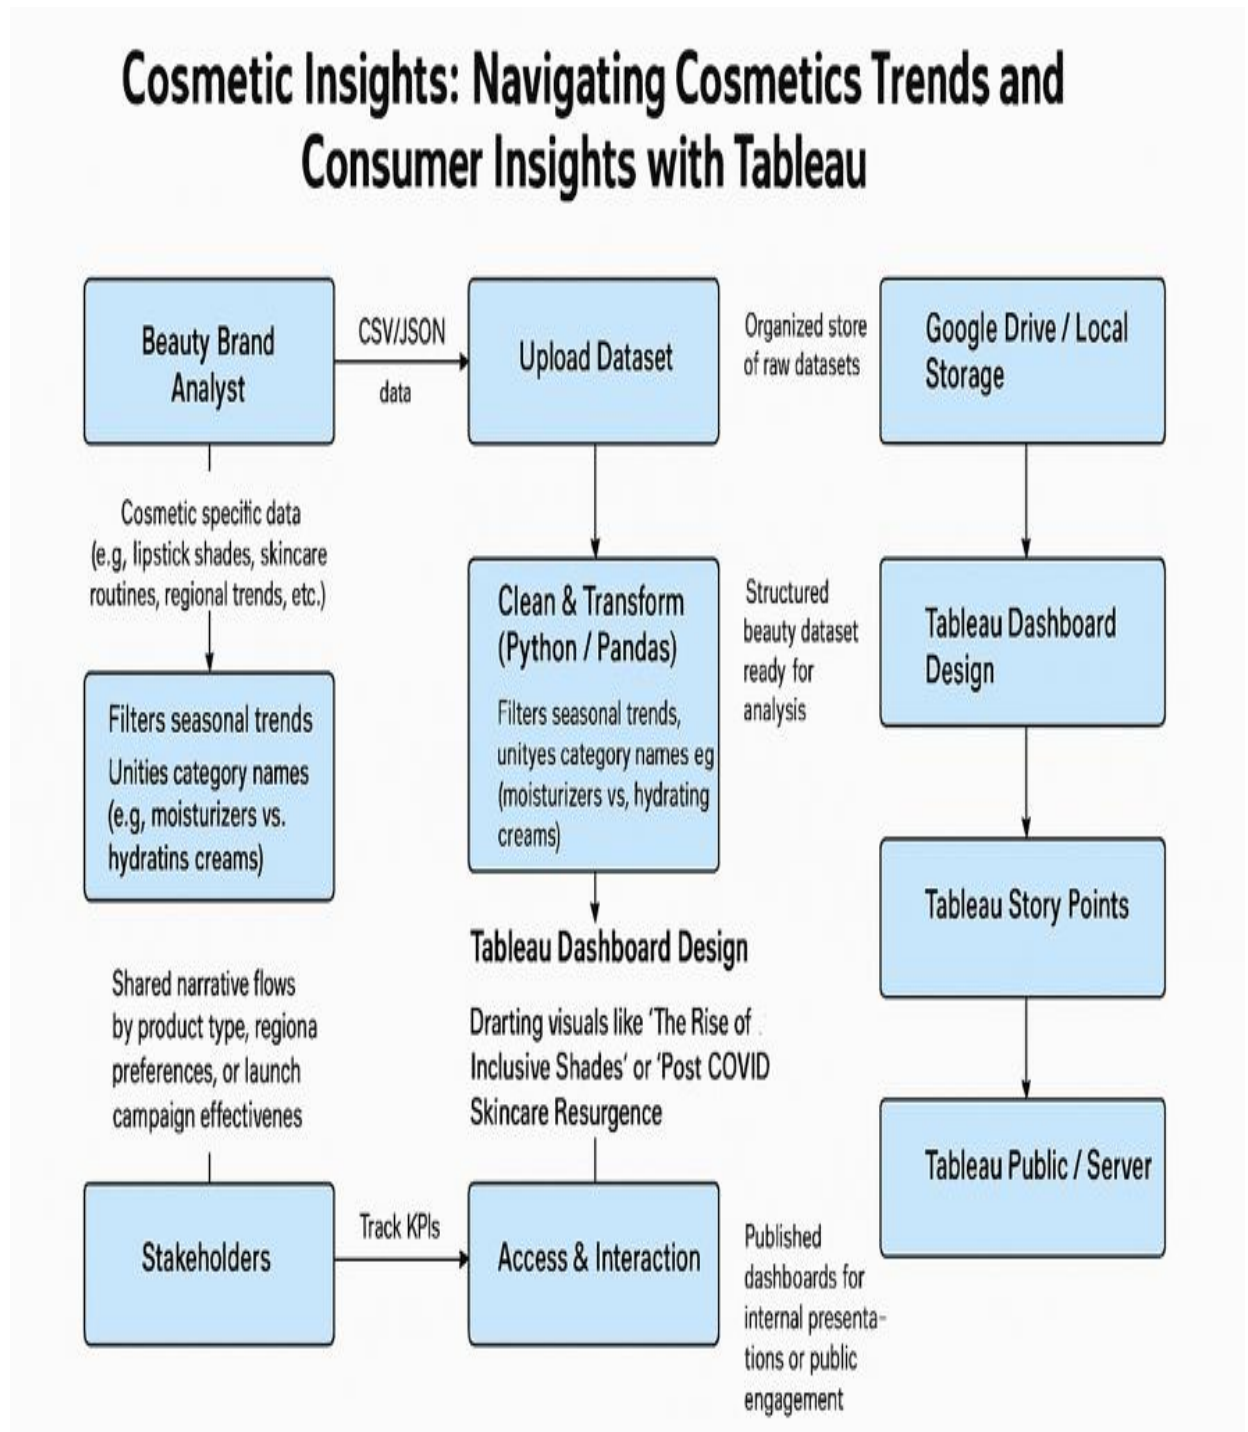 Cosmetic Insights: Navigating Cosmetics Trends and
Consumer Insights with Tableau
Beauty Brand
Analyst
CSV/JSON
data
Upload Dataset
Organized store
of raw datasets
Google Drive / Local
Storage
Cosmetic specific data
(e.g, lipstick shades, skincare
routines, regional trends, etc.)
Clean & Transform
(Python / Pandas)
Filters seasonal trends,
unityes category names eg
(moisturizers vs, hydrating
creams)
Structured
beauty dataset
ready for
analysis
Tableau Dashboard
Design
Filters seasonal trends
Unities category names
(e.g, moisturizers vs.
hydratins creams)
Tableau Story Points
Tableau Dashboard Design
Drarting visuals like ‘The Rise of
Inclusive Shades’ or ‘Post COVID
Skincare Resurgence
Shared narrative flows
by product type, regiona
preferences, or launch
campaign effectivenes
Tableau Public / Server
Stakeholders
Track KPIs
Access & Interaction
Published
dashboards for
internal presenta-
tions or public
engagement